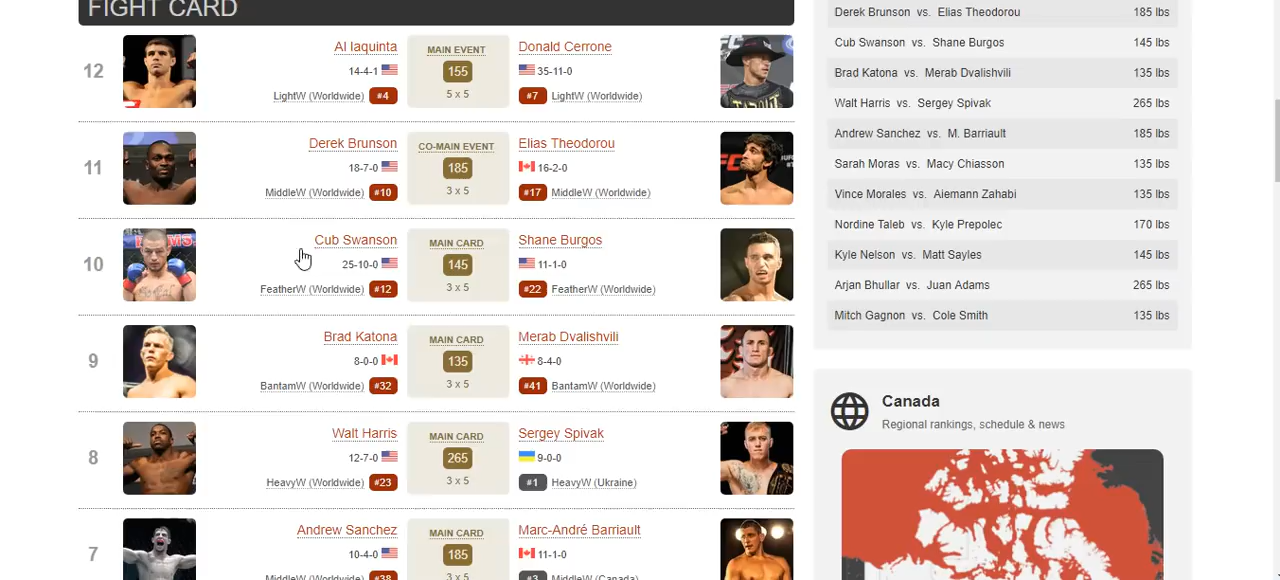 FIGHT CARD
12
Al Iaquinta
14-4-1
LightW (Worldwide) #4
MAIN EVENT
155
5 x 5
Donald Cerrone
35-11-0
#7 LightW (Worldwide)
11
Derek Brunson
18-7-0
MiddleW (Worldwide) #10
CO-MAIN EVENT
185
3 x 5
Elias Theodorou
16-2-0
#17 MiddleW (Worldwide)
10
Cub Swanson
25-10-0
FeatherW (Worldwide) #12
MAIN CARD
145
3 x 5
Shane Burgos
11-1-0
#22 FeatherW (Worldwide)
9
Brad Katona
8-0-0
BantamW (Worldwide) #32
MAIN CARD
135
3 x 5
Merab Dvalishvili
8-4-0
#41 BantamW (Worldwide)
8
Walt Harris
12-7-0
HeavyW (Worldwide) #23
MAIN CARD
265
3 x 5
Sergey Spivak
9-0-0
#1 HeavyW (Ukraine)
7
Andrew Sanchez
10-4-0
MiddleW (Worldwide) #38
MAIN CARD
185
3 x 5
Marc-André Barriault
11-1-0
#3 MiddleW (Canada)
Derek Brunson vs. Elias Theodorou 185 lbs
Cub Swanson vs. Shane Burgos 145 lbs
Brad Katona vs. Merab Dvalishvili 135 lbs
Walt Harris vs. Sergey Spivak 265 lbs
Andrew Sanchez vs. M. Barriault 185 lbs
Sarah Moras vs. Macy Chiasson 135 lbs
Vince Morales vs. Aiemann Zahabi 135 lbs
Nordine Taleb vs. Kyle Prepolec 170 lbs
Kyle Nelson vs. Matt Sayles 145 lbs
Arjan Bhullar vs. Juan Adams 265 lbs
Mitch Gagnon vs. Cole Smith 135 lbs
Canada
Regional rankings, schedule & news